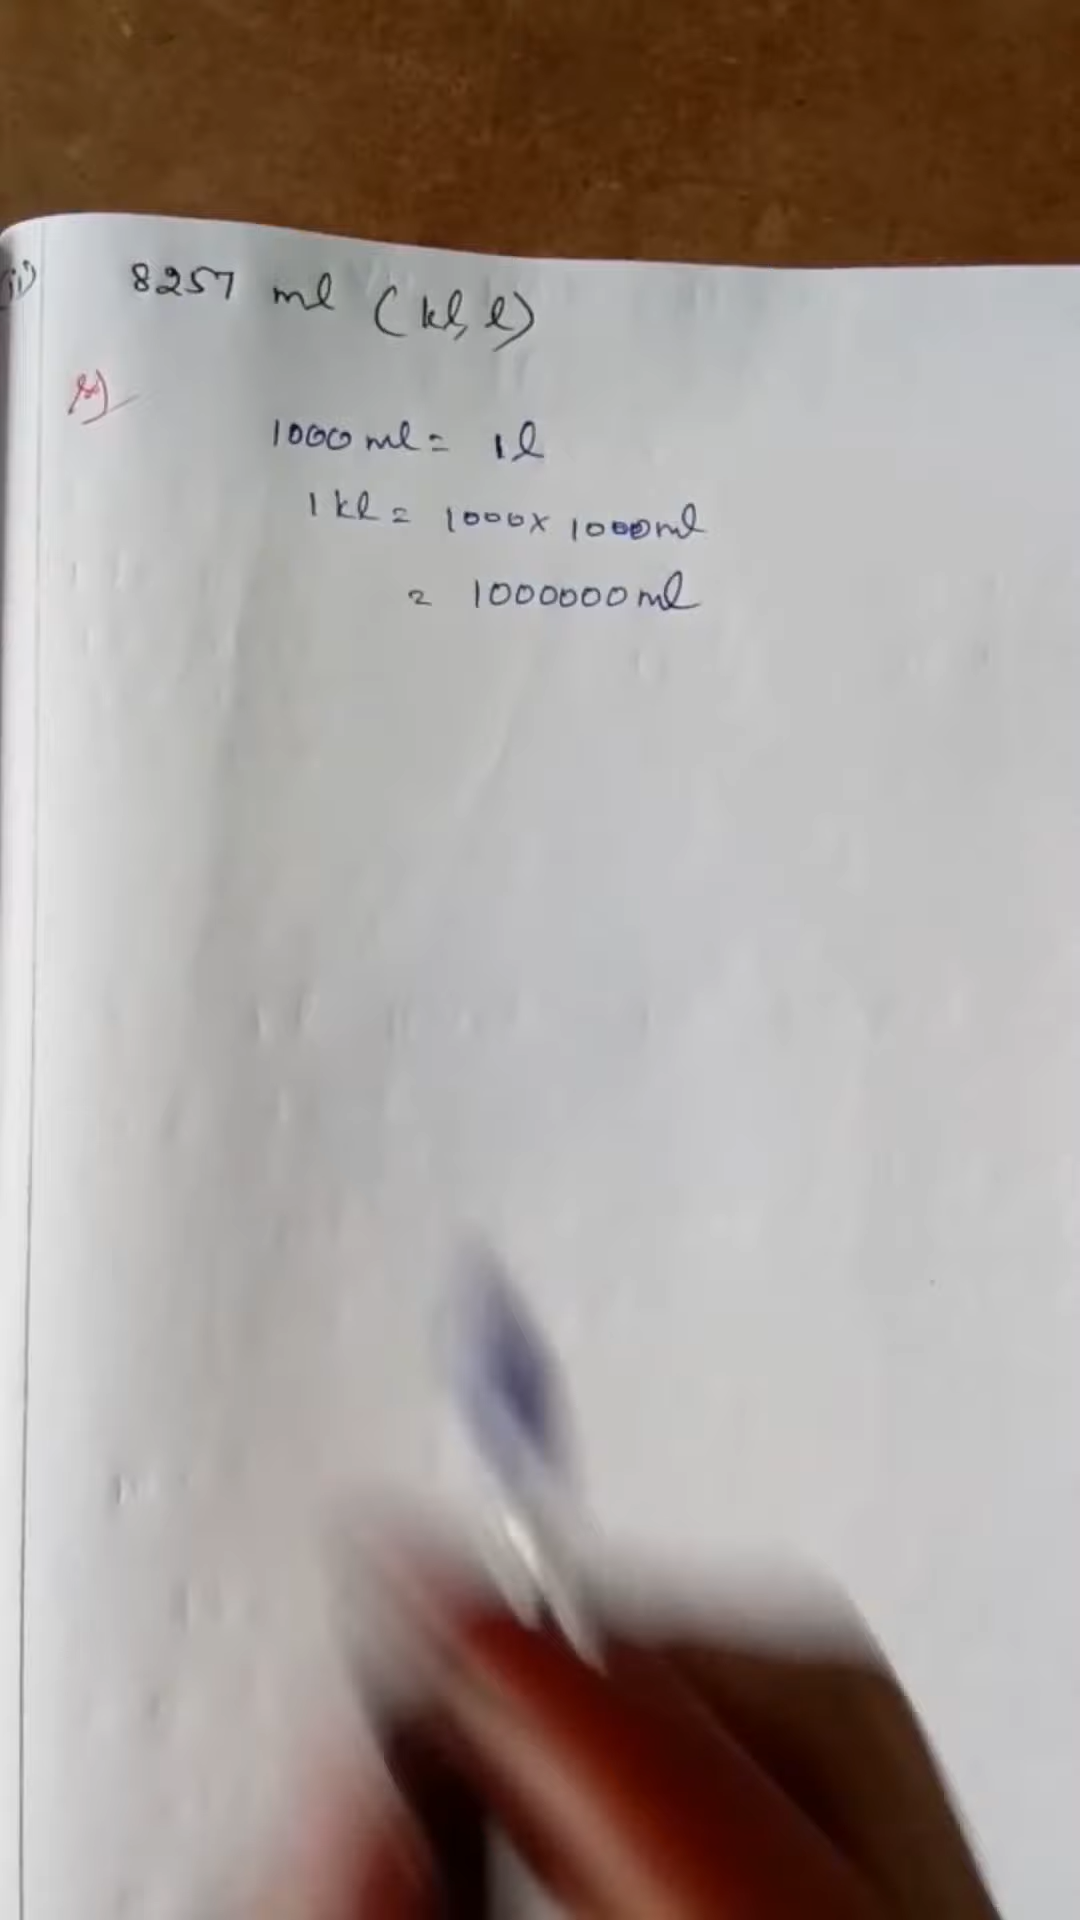 (ii) 8257 ml (kl, l)
1000 ml = 1 l
1 kl = 1000 x 1000 ml
= 1000000 ml